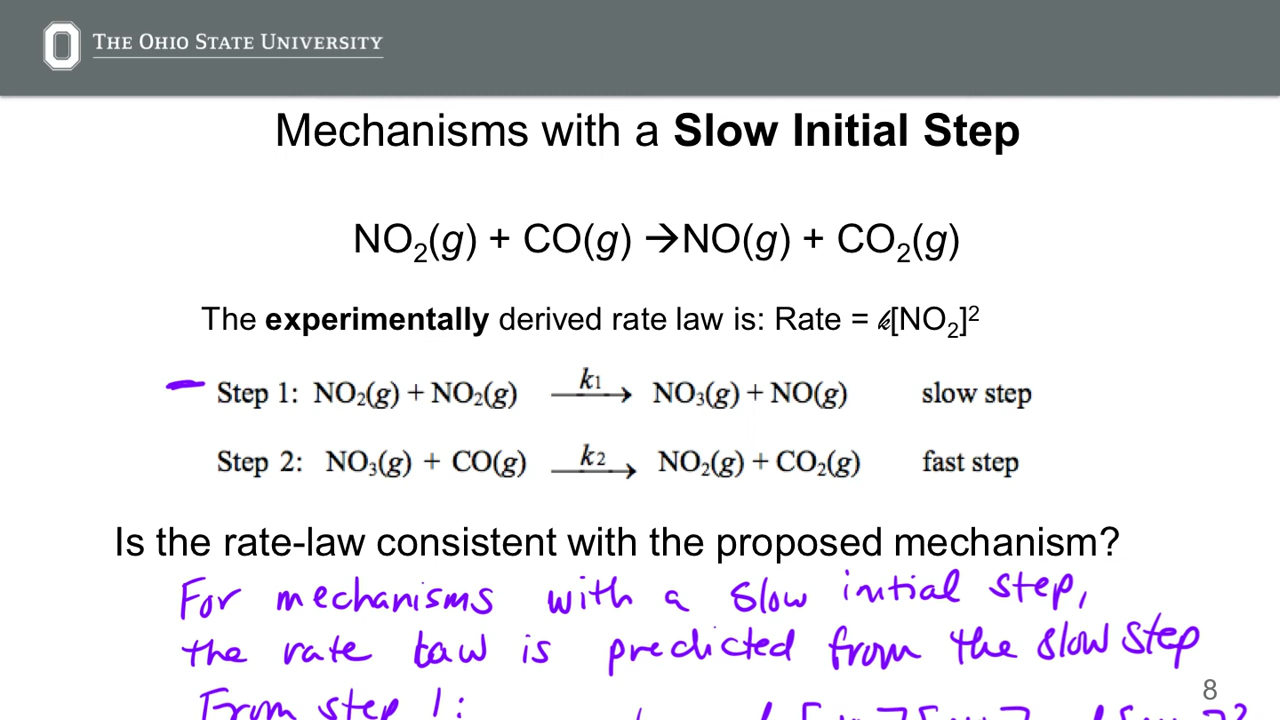 THE OHIO STATE UNIVERSITY
Mechanisms with a Slow Initial Step
NO₂(g) + CO(g) →NO(g) + CO₂(g)
The experimentally derived rate law is: Rate = k[NO₂]²
Step 1: NO₂(g) + NO₂(g) k₁ → NO₃(g) + NO(g) slow step
Step 2: NO₃(g) + CO(g) k₂ → NO₂(g) + CO₂(g) fast step
Is the rate-law consistent with the proposed mechanism?
For mechanisms with a slow initial step,
the rate law is predicted from the slow step
From step 1:
8